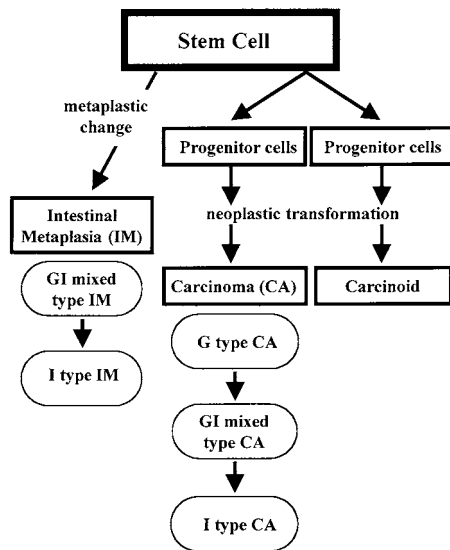 Stem Cell
metaplastic
change
Progenitor cells
Progenitor cells
neoplastic transformation
Intestinal
Metaplasia (IM)
Carcinoma (CA)
Carcinoid
GI mixed
type IM
I type IM
G type CA
GI mixed
type CA
I type CA